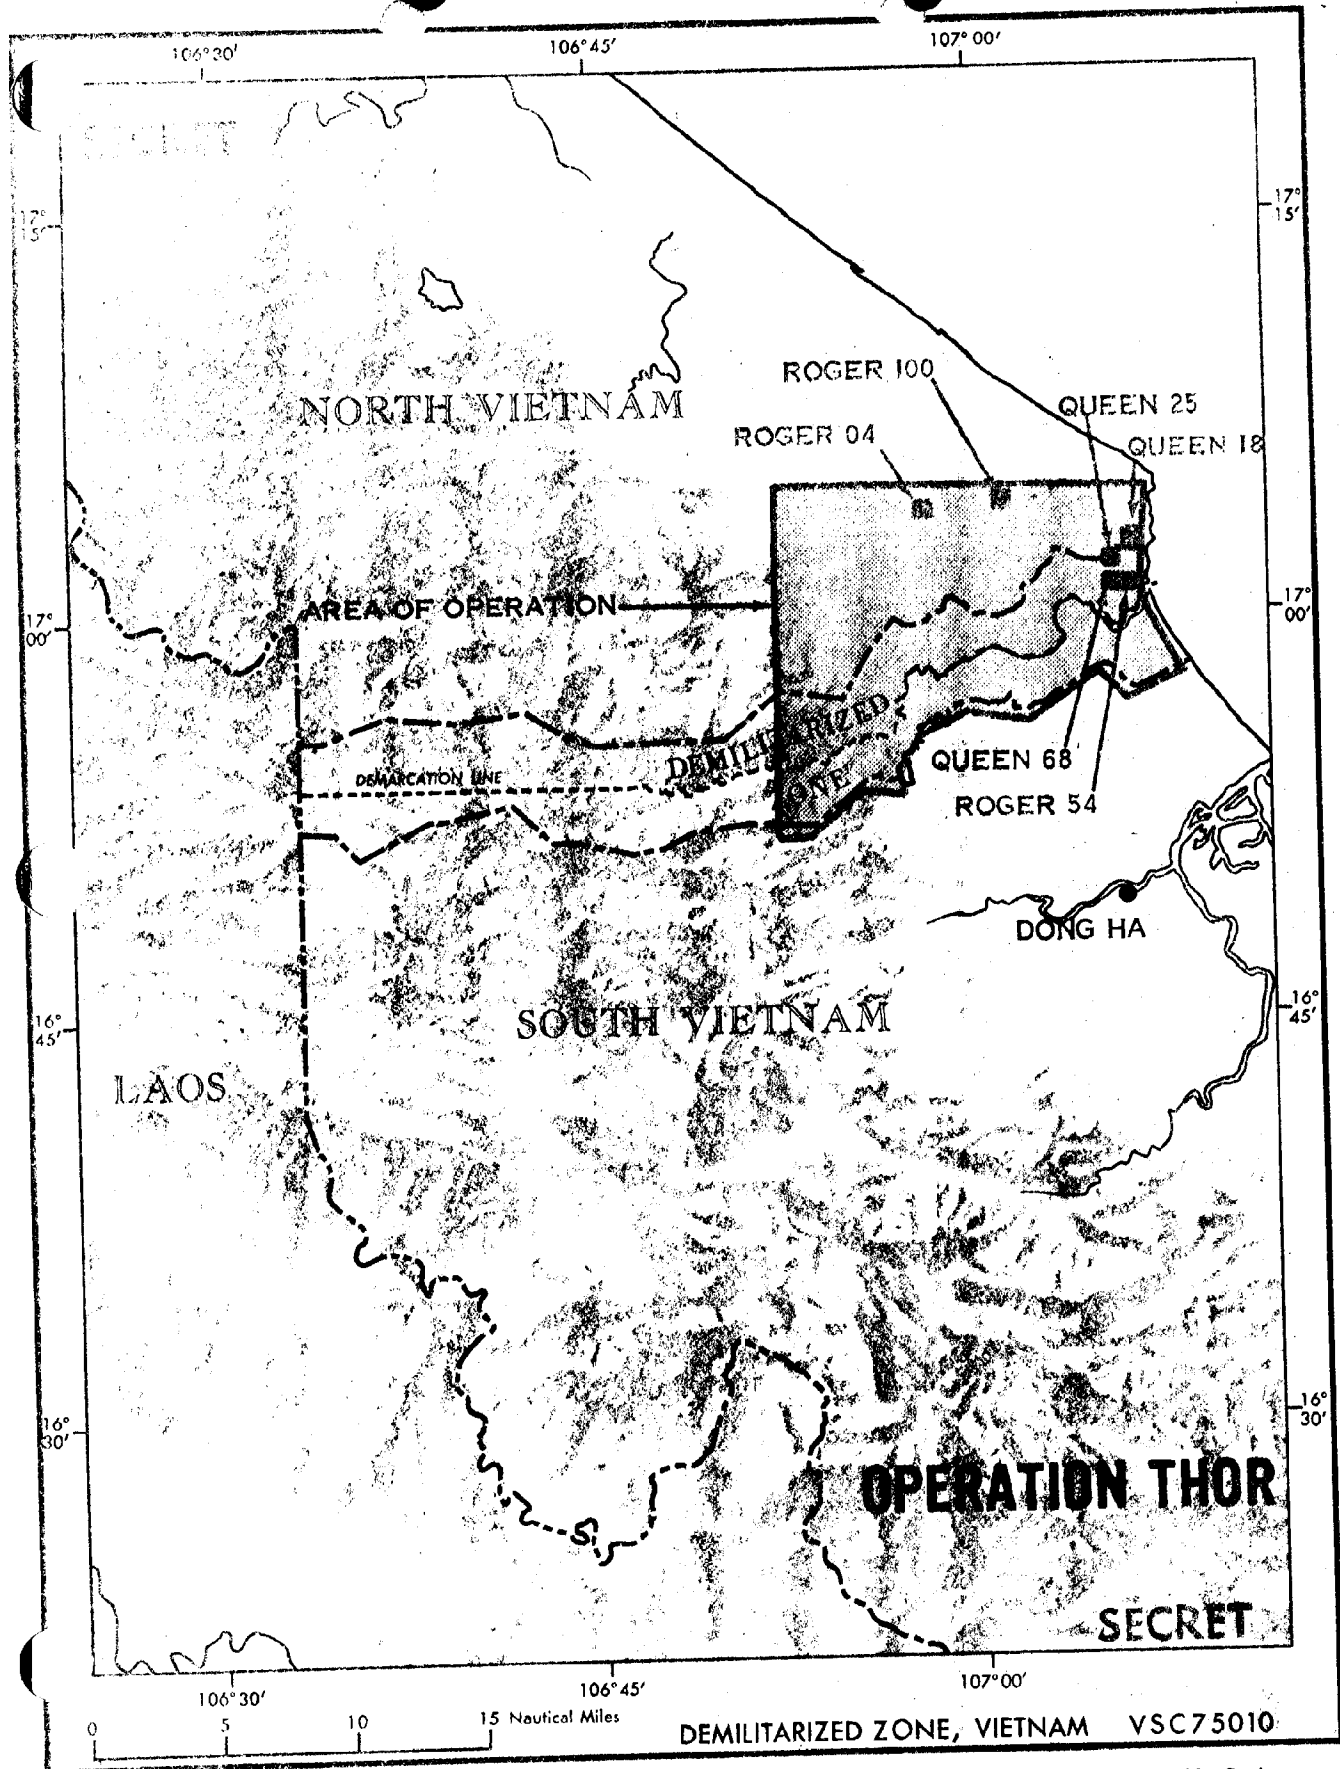 106°30′ 106°45′ 107°00′
SECRET
17° 15′
17° 15′
ROGER 100
NORTH VIETNAM
QUEEN 25
ROGER 04
QUEEN 18
AREA OF OPERATION
17° 00′
17° 00′
DEMILITARIZED
ZONE
DEMARCATION LINE
QUEEN 68
ROGER 54
DONG HA
SOUTH VIETNAM
16° 45′
16° 45′
LAOS
16° 30′
16° 30′
OPERATION THOR
SECRET
106°30′ 106°45′ 107°00′
0 5 10 15 Nautical Miles
DEMILITARIZED ZONE, VIETNAM VSC75010